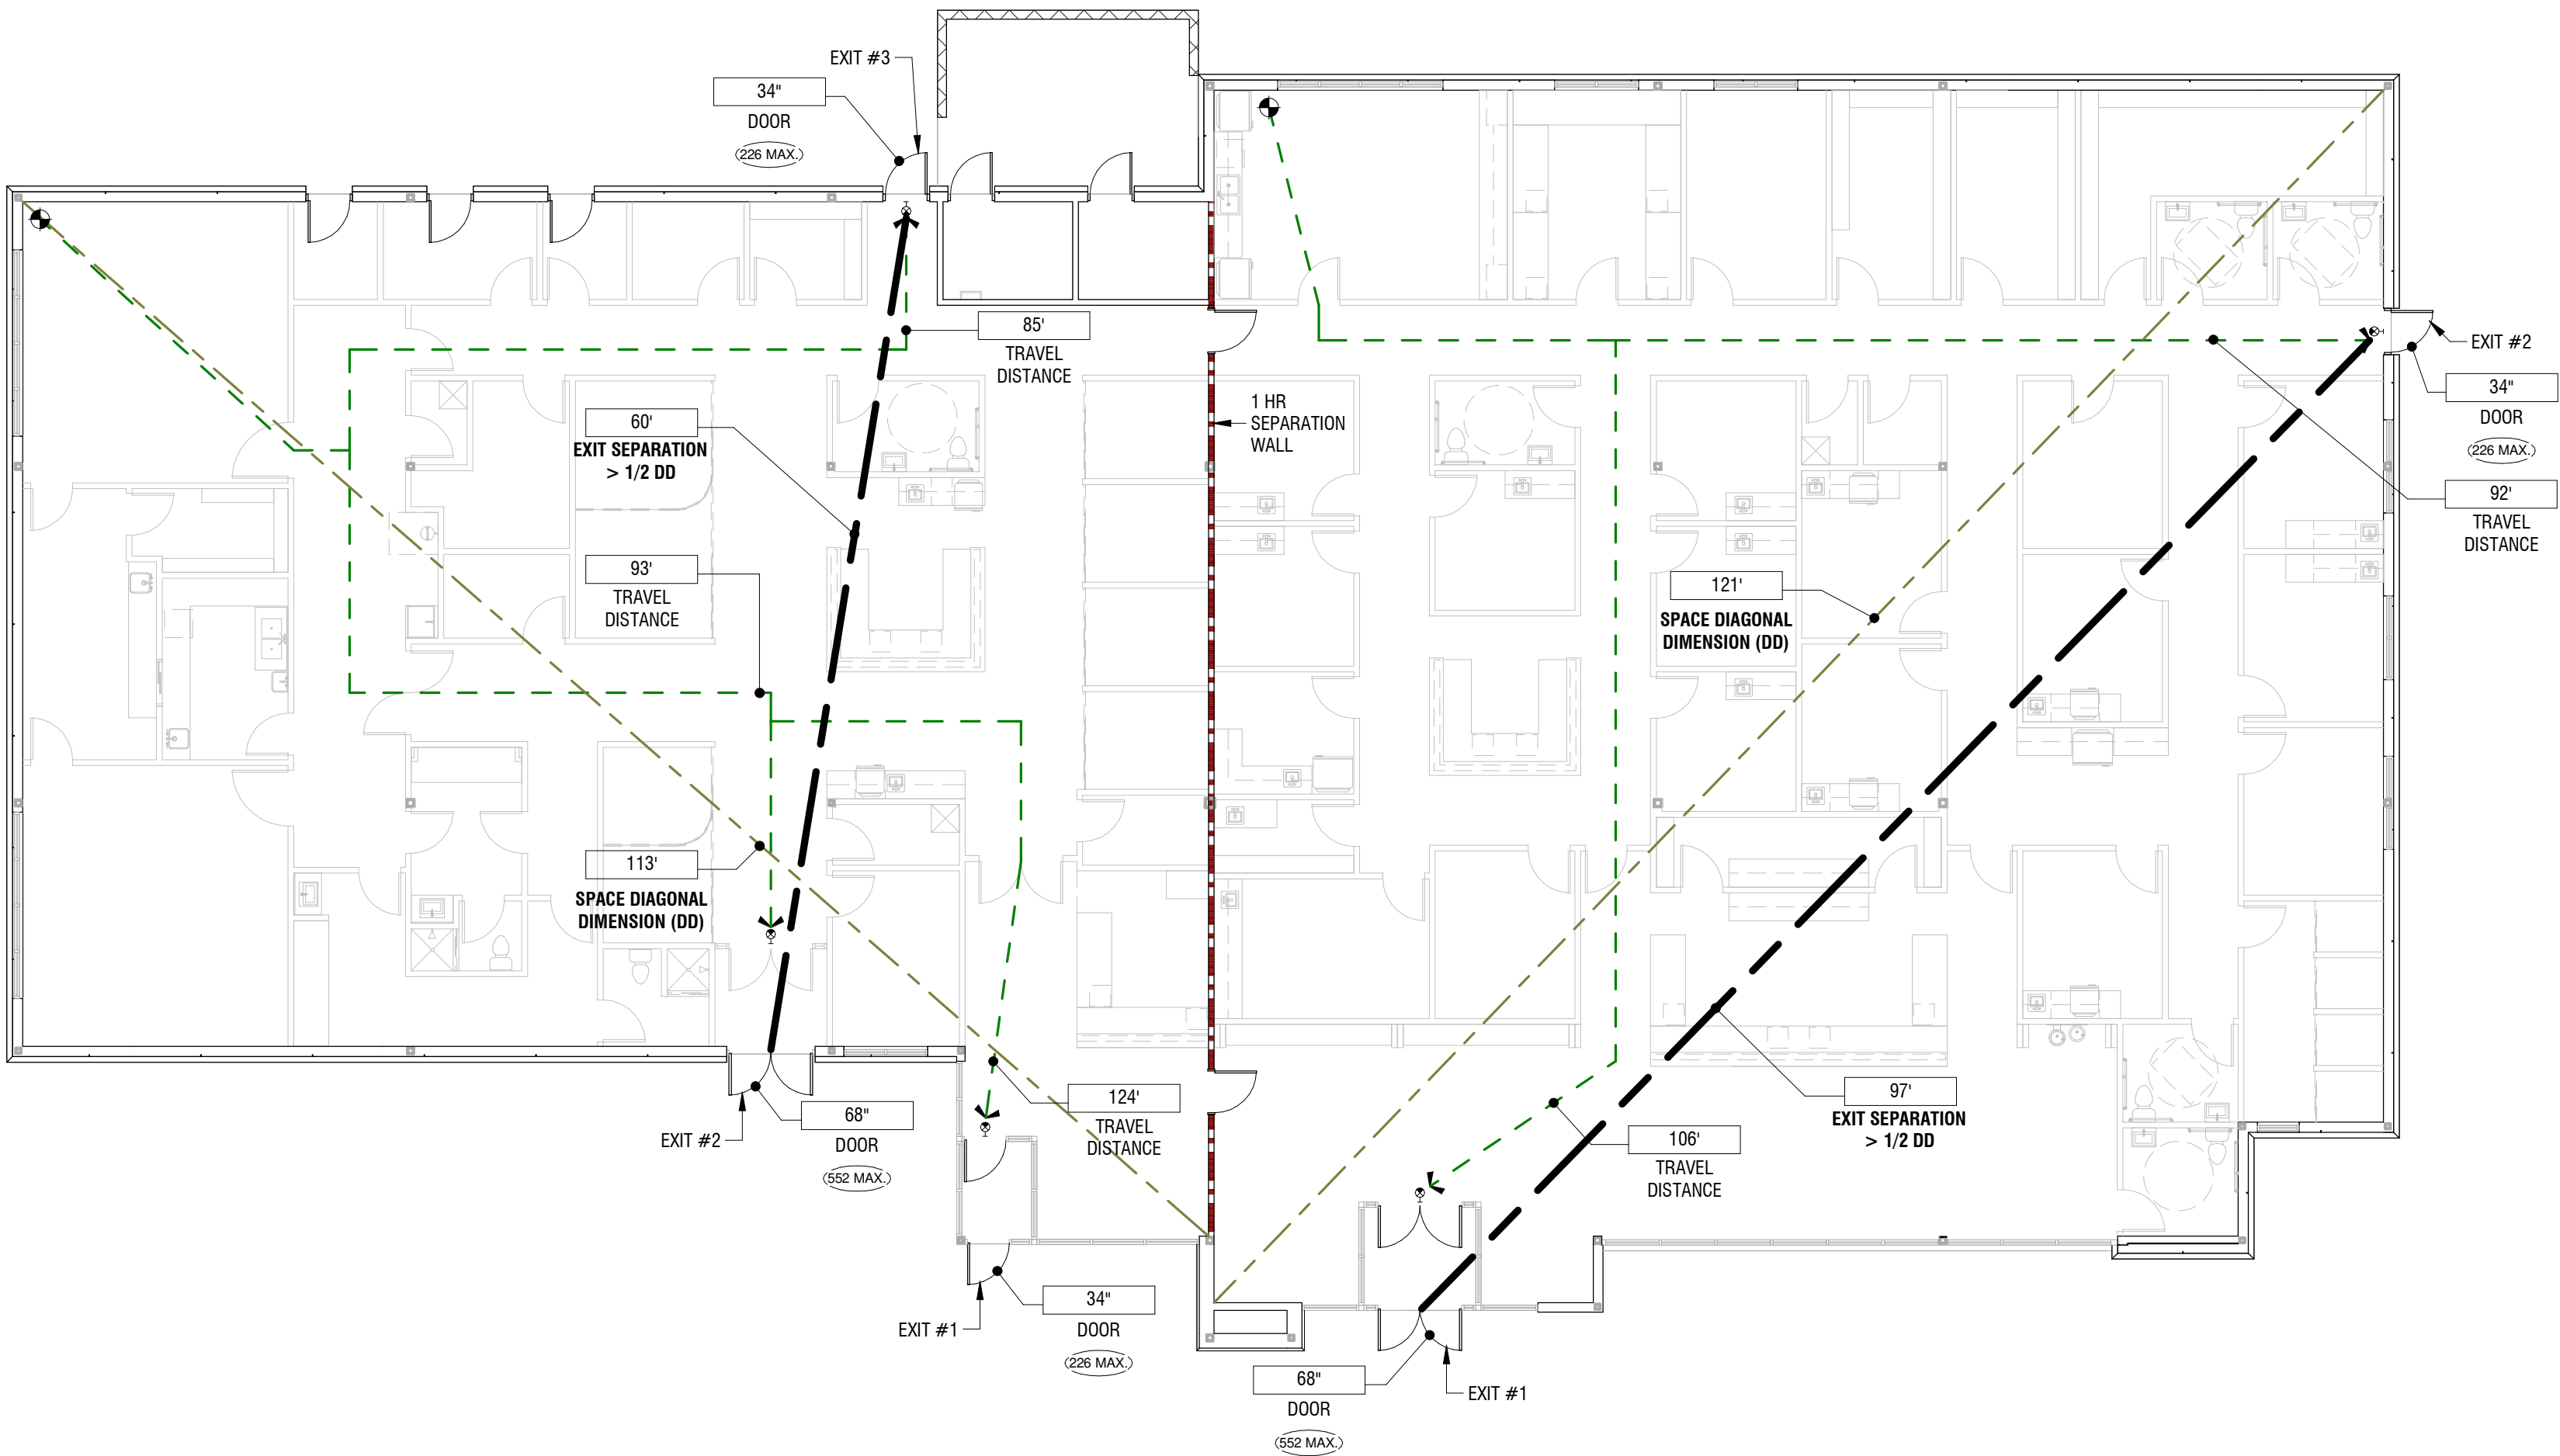 EXIT #3
34"
DOOR
(226 MAX.)
85'
TRAVEL
DISTANCE
EXIT #2
34"
DOOR
(226 MAX.)
60'
EXIT SEPARATION
> 1/2 DD
1 HR
SEPARATION
WALL
92'
TRAVEL
DISTANCE
93'
TRAVEL
DISTANCE
121'
SPACE DIAGONAL
DIMENSION (DD)
113'
SPACE DIAGONAL
DIMENSION (DD)
124'
TRAVEL
DISTANCE
97'
EXIT SEPARATION
> 1/2 DD
EXIT #2
68"
DOOR
(552 MAX.)
106'
TRAVEL
DISTANCE
34"
DOOR
(226 MAX.)
EXIT #1
68"
DOOR
(552 MAX.)
EXIT #1